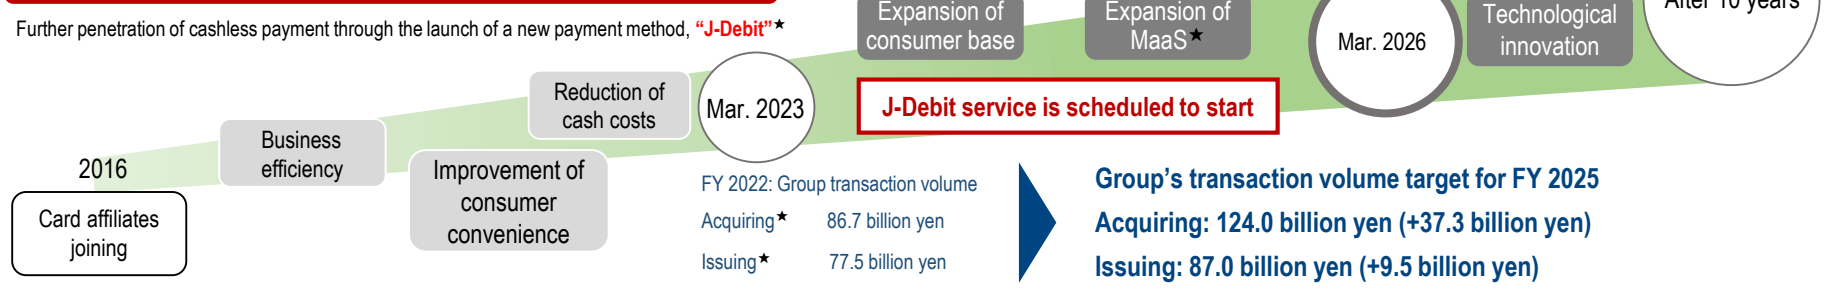 Further penetration of cashless payment through the launch of a new payment method, “J-Debit”★
Expansion of
consumer base
Expansion of
MaaS★
Mar. 2026
Technological
innovation
After 10 years
Reduction of
cash costs
Mar. 2023
J-Debit service is scheduled to start
Business
efficiency
2016
Improvement of
consumer
convenience
Card affiliates
joining
FY 2022: Group transaction volume
Acquiring★ 86.7 billion yen
Issuing★ 77.5 billion yen
Group’s transaction volume target for FY 2025
Acquiring: 124.0 billion yen (+37.3 billion yen)
Issuing: 87.0 billion yen (+9.5 billion yen)